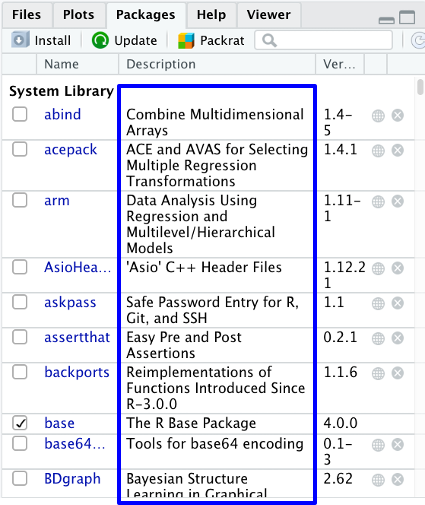 Files Plots Packages Help Viewer
Install Update Packrat
Name Description Ver...
System Library
abind Combine Multidimensional 1.4-
Arrays 5
acepack ACE and AVAS for Selecting 1.4.1
Multiple Regression
Transformations
arm Data Analysis Using 1.11-
Regression and 1
Multilevel/Hierarchical
Models
AsioHea... 'Asio' C++ Header Files 1.12.2
1
askpass Safe Password Entry for R, 1.1
Git, and SSH
assertthat Easy Pre and Post 0.2.1
Assertions
backports Reimplementations of 1.1.6
Functions Introduced Since
R-3.0.0
base The R Base Package 4.0.0
base64... Tools for base64 encoding 0.1-
3
BDgraph Bayesian Structure 2.62
Learning in Graphical